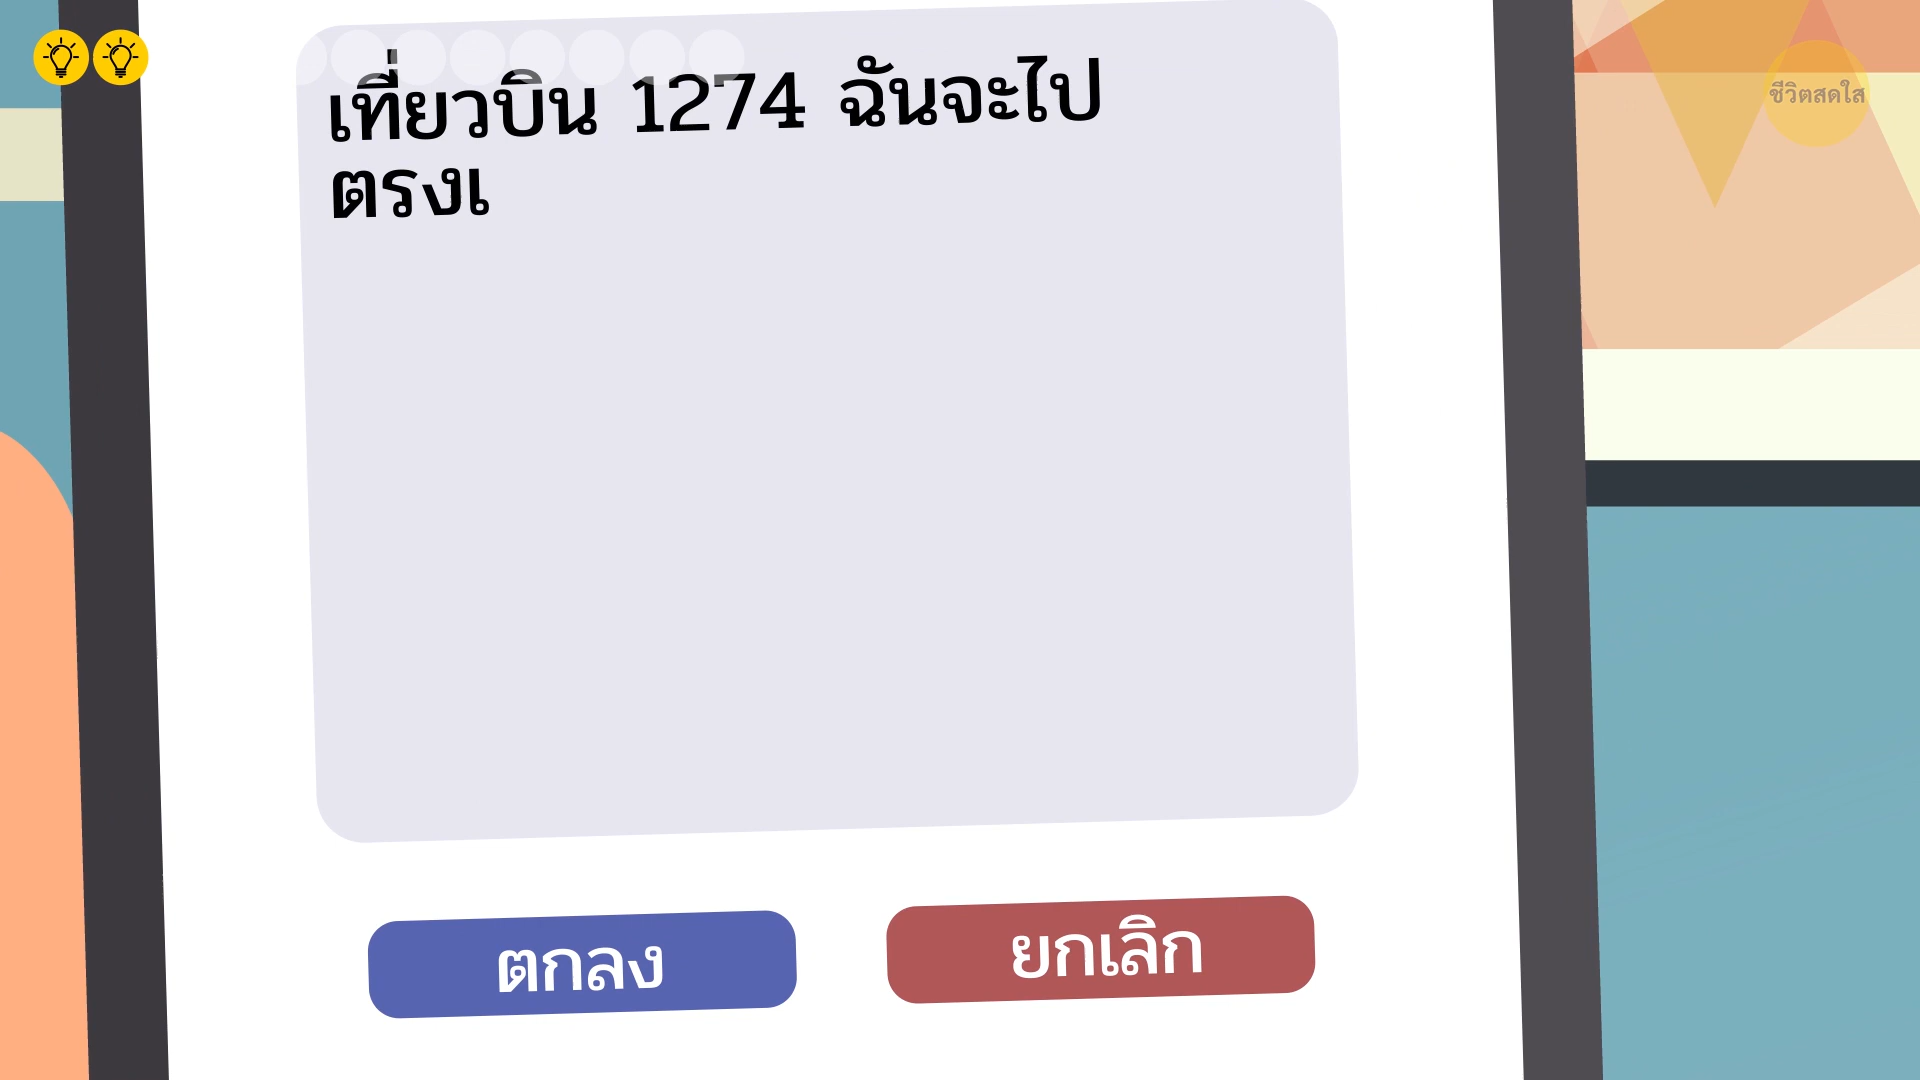 เที่ยวบิน 1274 ฉันจะไป
ตรงเ
ตกลง
ยกเลิก
ชีวิตสดใส